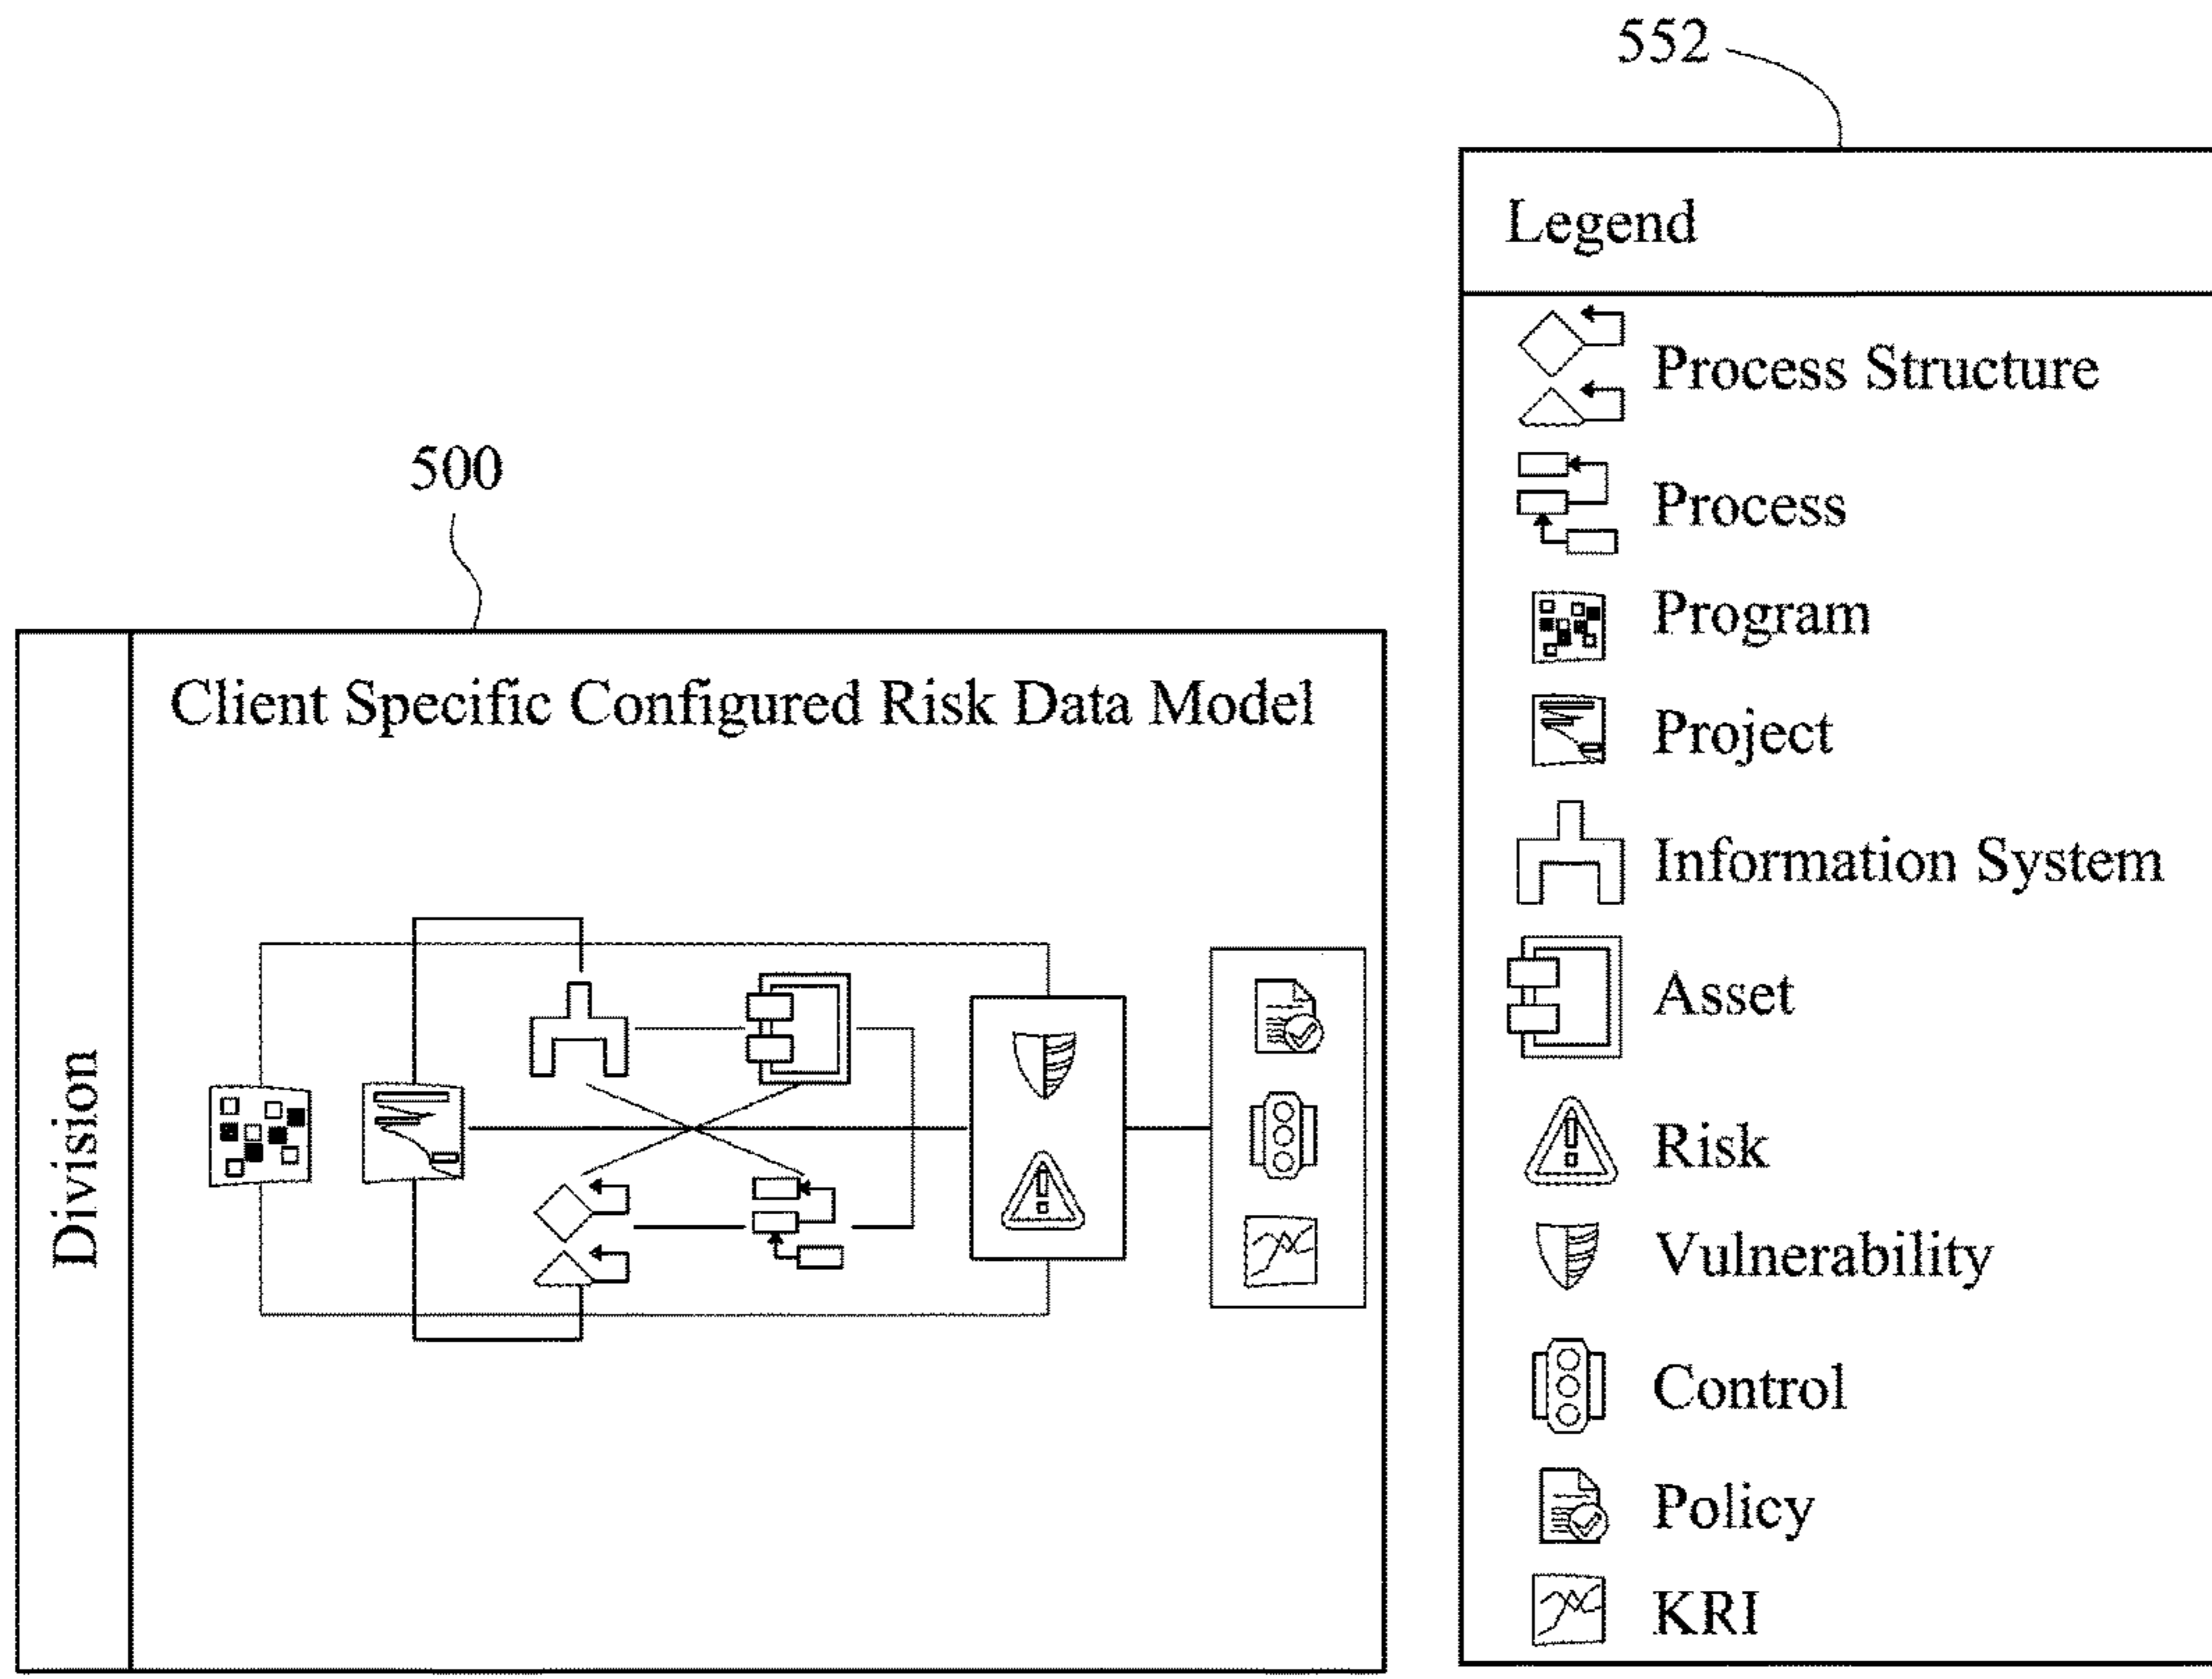 552
Legend
Process Structure
Process
Program
Project
Information System
Asset
Risk
Vulnerability
Control
Policy
KRI
500
Client Specific Configured Risk Data Model
Division